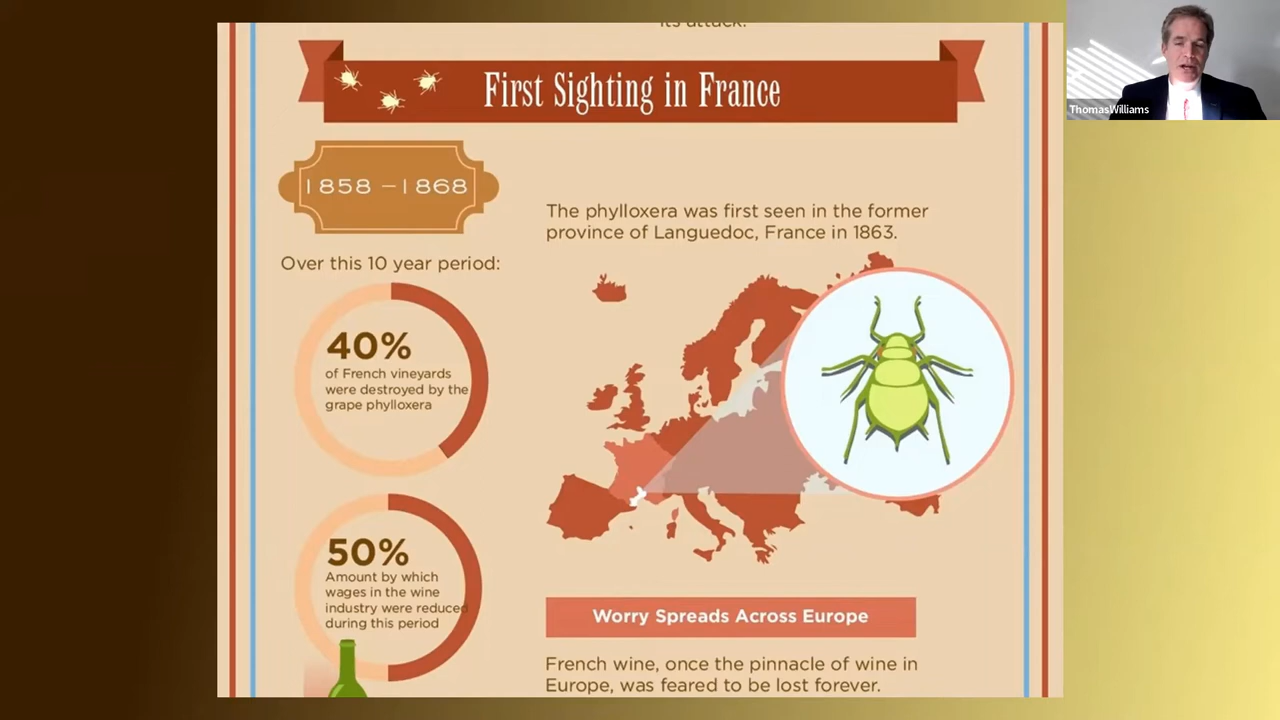 its attack.
First Sighting in France
1858 – 1868
Over this 10 year period:
40%
of French vineyards
were destroyed by the
grape phylloxera
50%
Amount by which
wages in the wine
industry were reduced
during this period
The phylloxera was first seen in the former
province of Languedoc, France in 1863.
Worry Spreads Across Europe
French wine, once the pinnacle of wine in
Europe, was feared to be lost forever.
ThomasWilliams